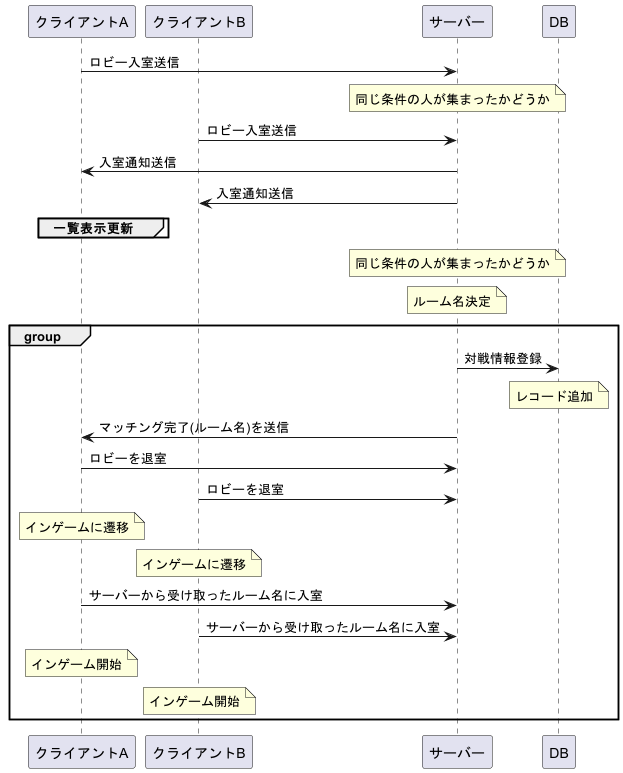 クライアントA
クライアントB
サーバー
DB
ロビー入室送信
同じ条件の人が集まったかどうか
ロビー入室送信
入室通知送信
入室通知送信
一覧表示更新
同じ条件の人が集まったかどうか
ルーム名決定
group
対戦情報登録
レコード追加
マッチング完了(ルーム名)を送信
ロビーを退室
ロビーを退室
インゲームに遷移
インゲームに遷移
サーバーから受け取ったルーム名に入室
サーバーから受け取ったルーム名に入室
インゲーム開始
インゲーム開始
クライアントA
クライアントB
サーバー
DB